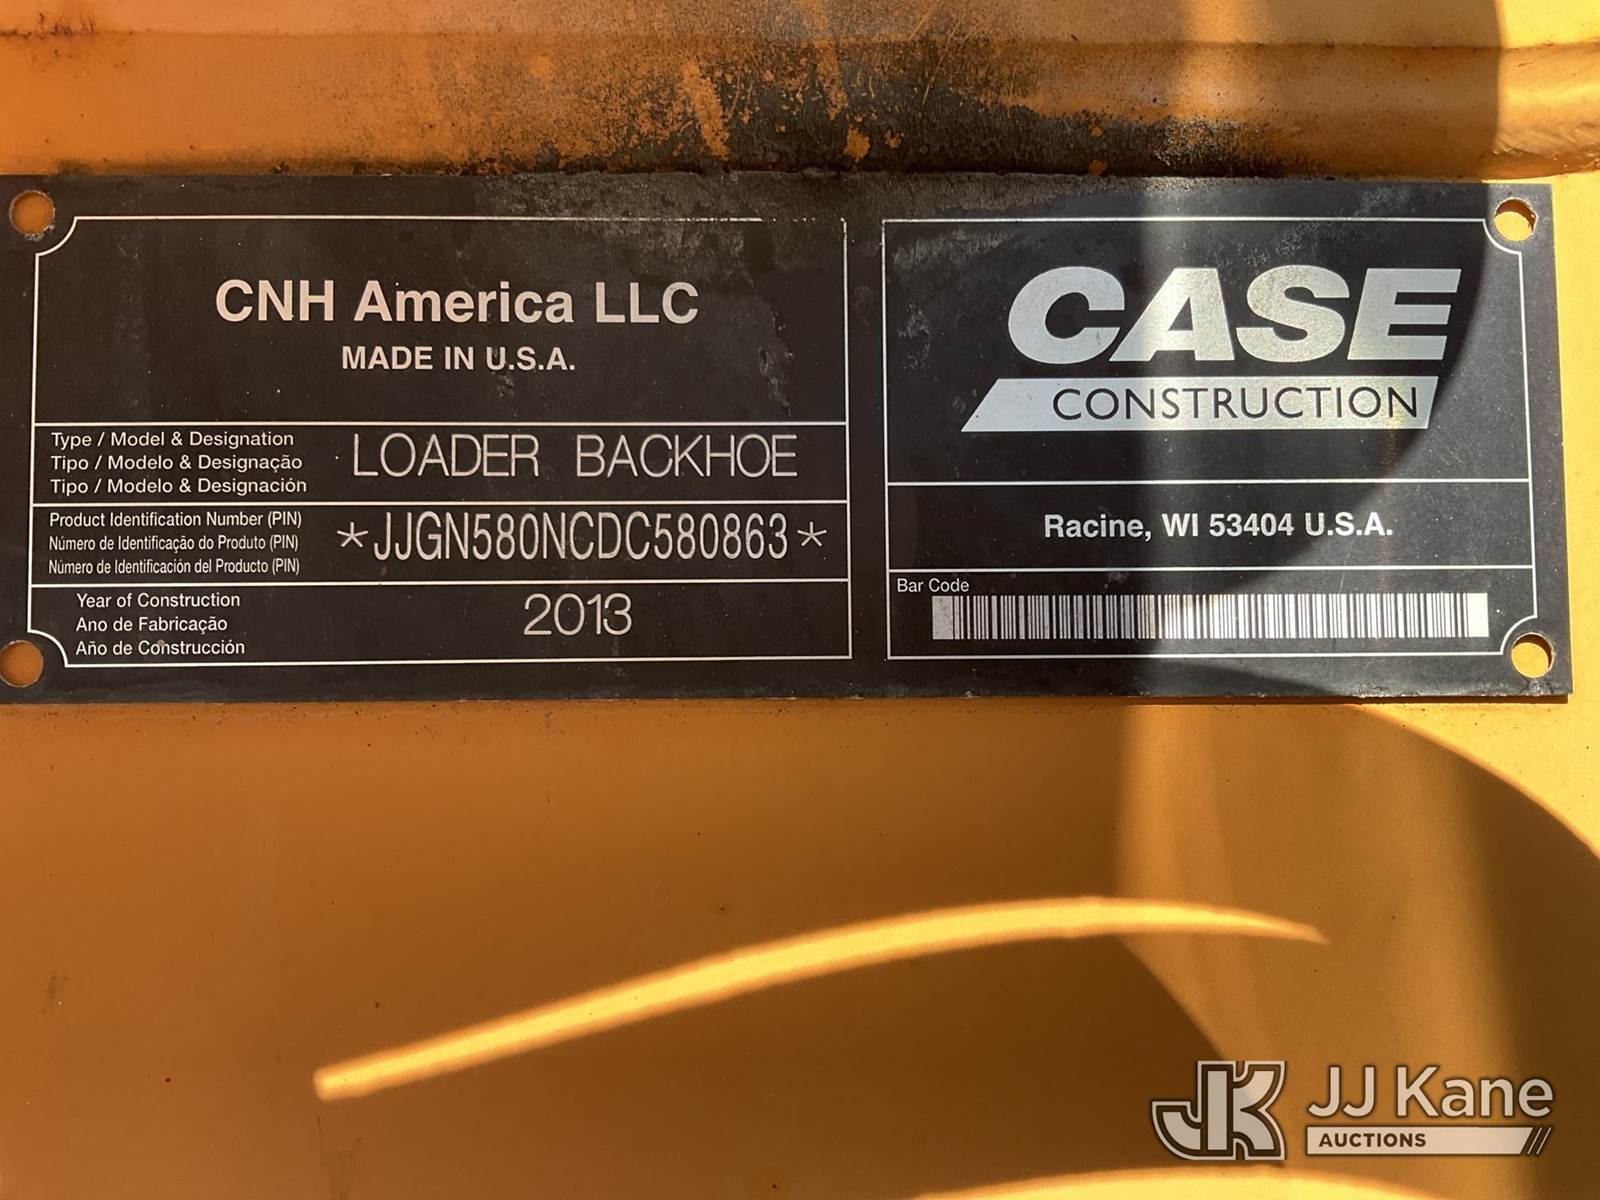 CNH America LLC
MADE IN U.S.A.
Type / Model & Designation
Tipo / Modelo & Designação
Tipo / Modelo & Designación
LOADER BACKHOE
Product Identification Number (PIN)
Número de Identificação do Produto (PIN)
Número de Identificación del Producto (PIN)
*JJGN580NCDC580863*
Year of Construction
Ano de Fabricação
Año de Construcción
2013
CASE
CONSTRUCTION
Racine, WI 53404 U.S.A.
Bar Code
JK JJ Kane
AUCTIONS